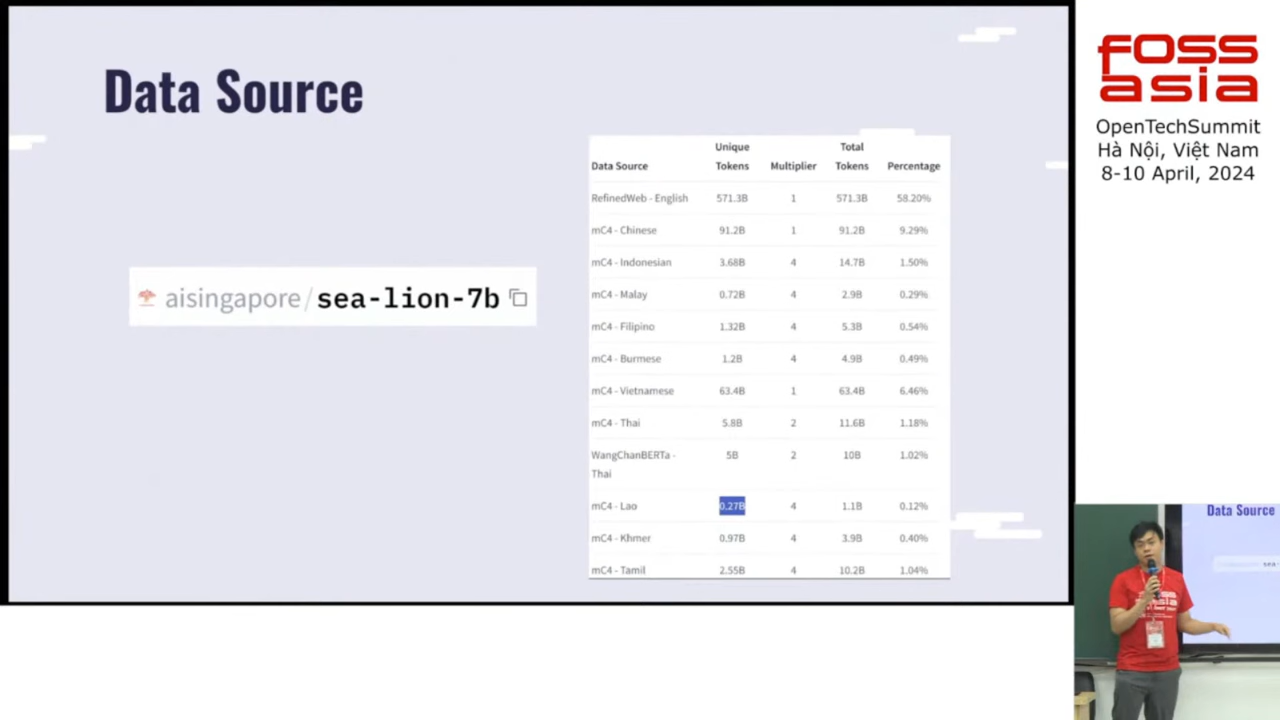 Data Source
aisingapore/sea-lion-7b
Unique Total
Data Source Tokens Multiplier Tokens Percentage
RefinedWeb - English 571.3B 1 571.3B 58.20%
mC4 - Chinese 91.2B 1 91.2B 9.29%
mC4 - Indonesian 3.68B 4 14.7B 1.50%
mC4 - Malay 0.72B 4 2.9B 0.29%
mC4 - Filipino 1.32B 4 5.3B 0.54%
mC4 - Burmese 1.2B 4 4.9B 0.49%
mC4 - Vietnamese 63.4B 1 63.4B 6.46%
mC4 - Thai 5.8B 2 11.6B 1.18%
WangChanBERTa - 5B 2 10B 1.02%
Thai
mC4 - Lao 0.27B 4 1.1B 0.12%
mC4 - Khmer 0.97B 4 3.9B 0.40%
mC4 - Tamil 2.55B 4 10.2B 1.04%
FOSS
asia
OpenTechSummit
Hà Nội, Việt Nam
8-10 April, 2024
Data Source